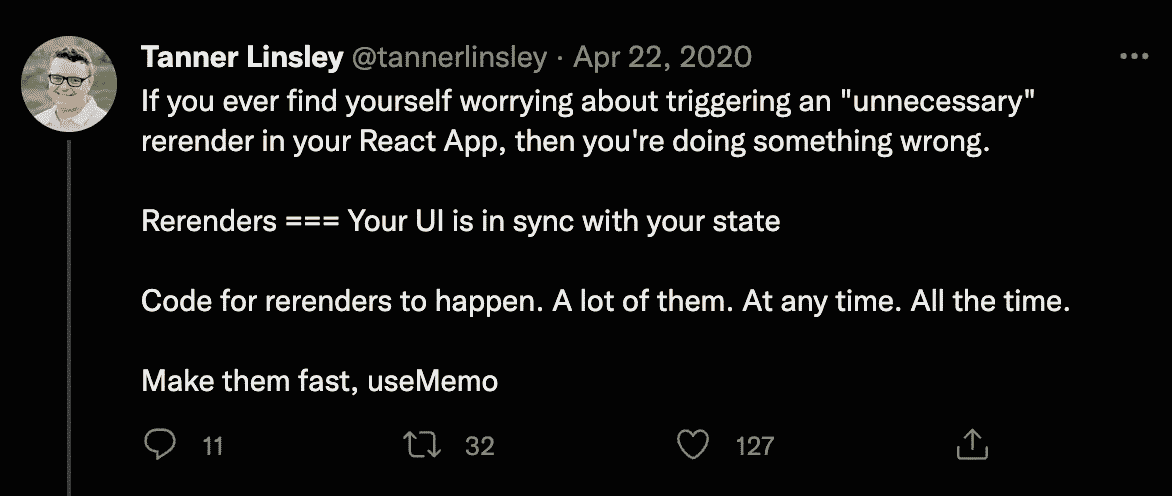 Tanner Linsley @tannerlinsley · Apr 22, 2020
If you ever find yourself worrying about triggering an "unnecessary"
rerender in your React App, then you're doing something wrong.
Rerenders === Your UI is in sync with your state
Code for rerenders to happen. A lot of them. At any time. All the time.
Make them fast, useMemo
11 32 127